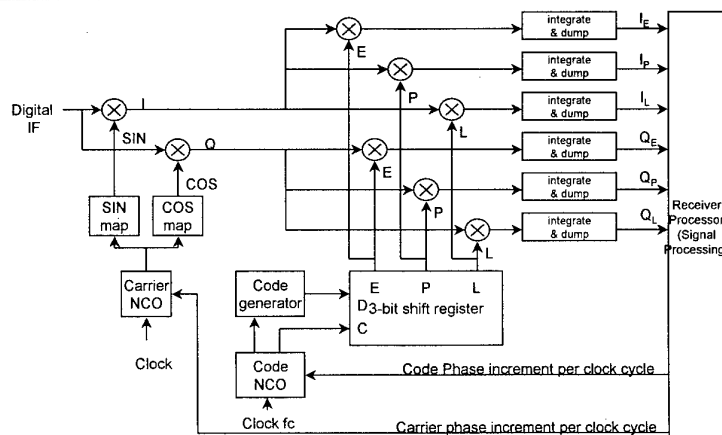 integrate
& dump
I_E
E
integrate
& dump
I_P
P
Digital
IF
I
integrate
& dump
I_L
SIN
L
Q
integrate
& dump
Q_E
E
COS
integrate
& dump
Q_P
P
SIN
map
COS
map
integrate
& dump
Q_L
L
Receiver
Processor
(Signal
Processing)
Carrier
NCO
Code
generator
E P L
D 3-bit shift register
C
Clock
Code
NCO
Code Phase increment per clock cycle
Clock fc
Carrier phase increment per clock cycle